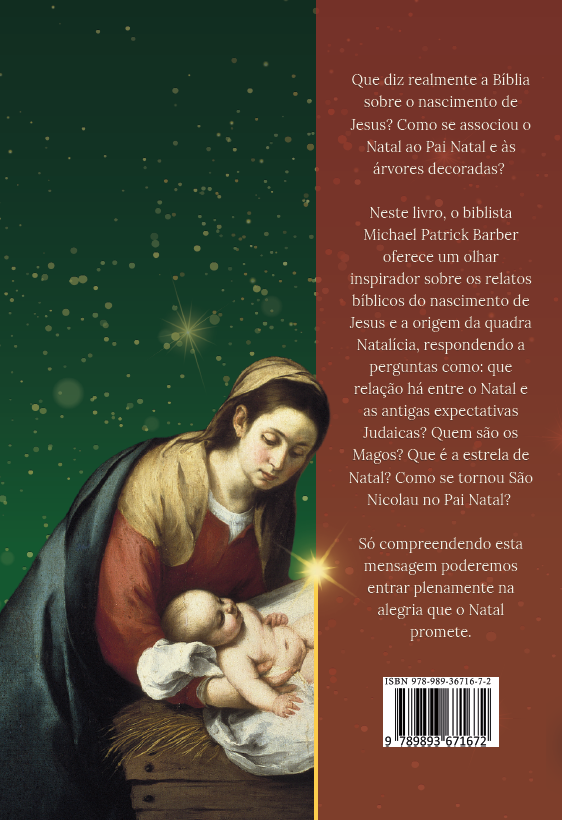 Que diz realmente a Bíblia
sobre o nascimento de
Jesus? Como se associou o
Natal ao Pai Natal e às
árvores decoradas?
Neste livro, o biblista
Michael Patrick Barber
oferece um olhar
inspirador sobre os relatos
bíblicos do nascimento de
Jesus e a origem da quadra
Natalícia, respondendo a
perguntas como: que
relação há entre o Natal e
as antigas expectativas
Judaicas? Quem são os
Magos? Que é a estrela de
Natal? Como se tornou São
Nicolau no Pai Natal?
Só compreendendo esta
mensagem poderemos
entrar plenamente na
alegria que o Natal
promete.
ISBN 978-989-36716-7-2
9 789893 671672